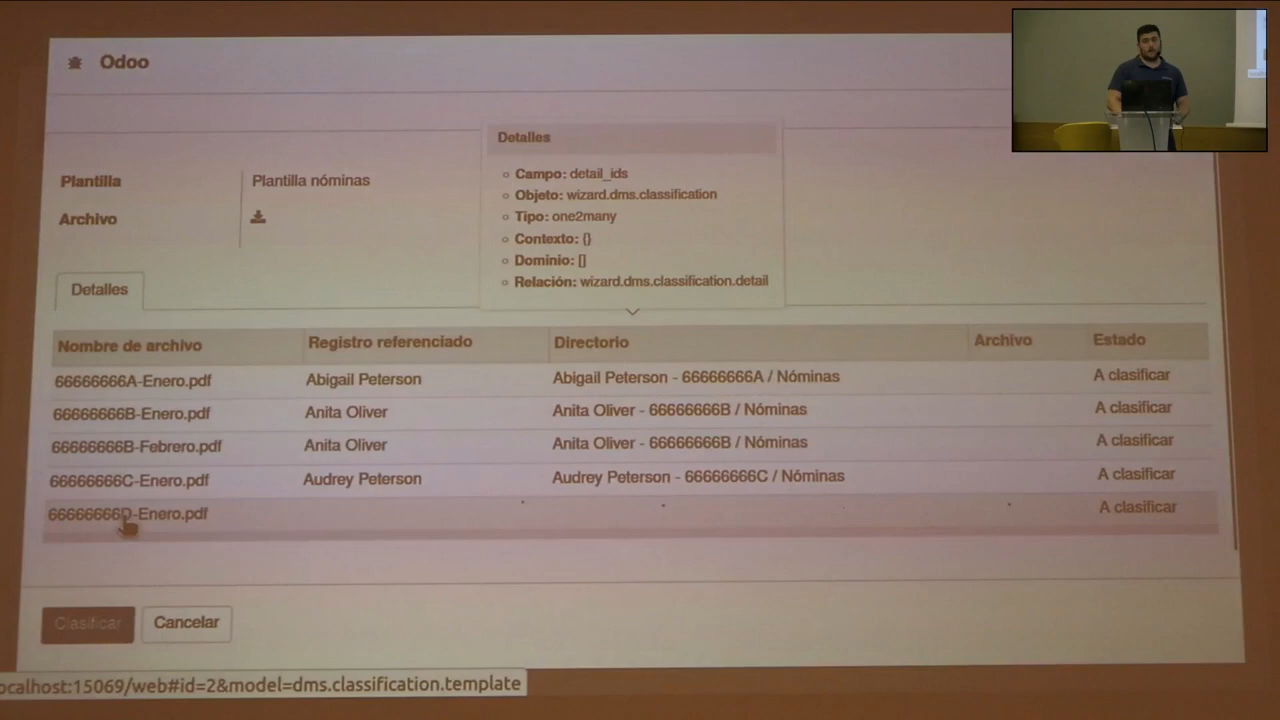 Odoo
Plantilla
Plantilla nóminas
Archivo
Detalles
Campo: detail_ids
Objeto: wizard.dms.classification
Tipo: one2many
Contexto: {}
Dominio: []
Relación: wizard.dms.classification.detail
Detalles
Nombre de archivo Registro referenciado Directorio Archivo Estado
66666666A-Enero.pdf Abigail Peterson Abigail Peterson - 66666666A / Nóminas A clasificar
66666666B-Enero.pdf Anita Oliver Anita Oliver - 66666666B / Nóminas A clasificar
66666666B-Febrero.pdf Anita Oliver Anita Oliver - 66666666B / Nóminas A clasificar
66666666C-Enero.pdf Audrey Peterson Audrey Peterson - 66666666C / Nóminas A clasificar
66666666D-Enero.pdf A clasificar
Clasificar Cancelar
ocalhost:15069/web#id=2&model=dms.classification.template